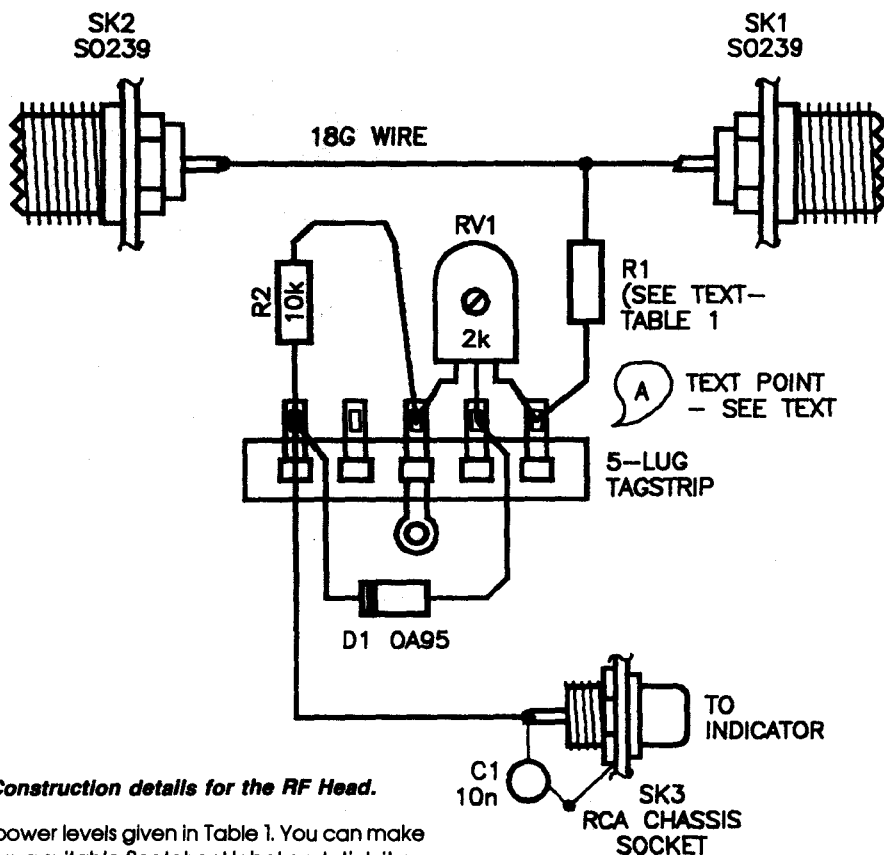 SK2
SO239
SK1
SO239
18G WIRE
RV1
R2
10k
2k
R1
(SEE TEXT-
TABLE 1
A
TEXT POINT
- SEE TEXT
5-LUG
TAGSTRIP
D1 OA95
TO
INDICATOR
C1
10n
SK3
RCA CHASSIS
SOCKET
Construction details for the RF Head.
power levels given in Table 1. You can make